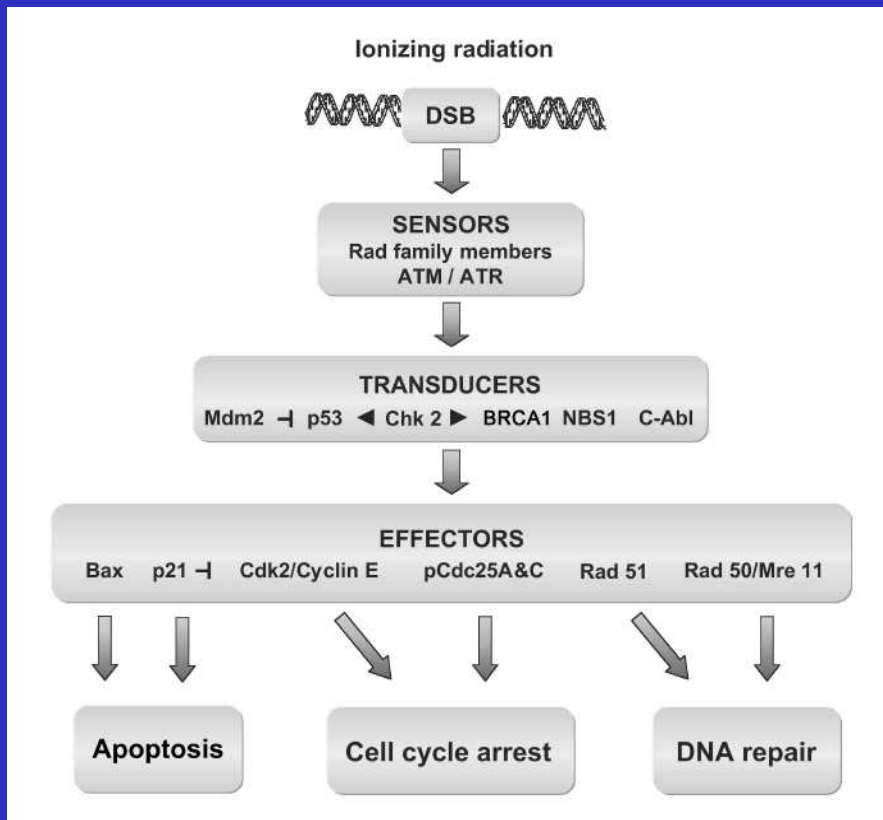 Ionizing radiation
DSB
SENSORS
Rad family members
ATM / ATR
TRANSDUCERS
Mdm2 ⊣ p53 ◄ Chk 2 ► BRCA1 NBS1 C-Abl
EFFECTORS
Bax p21 ⊣ Cdk2/Cyclin E pCdc25A&C Rad 51 Rad 50/Mre 11
Apoptosis Cell cycle arrest DNA repair